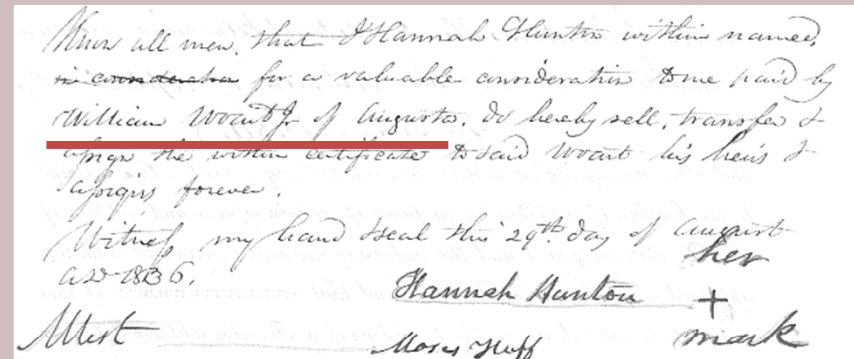 Know all men, that I Hannah Hunton within named,
in consideration for a valuable consideration to me paid by
William Woart Jr of Augusta, do hereby sell, transfer &
assign the within certificate to said Woart his heirs &
assigns forever
Witness my hand & seal this 29th day of August
AD 1836.
her
Hannah Hunton +
Attest
mark
Moses Huff